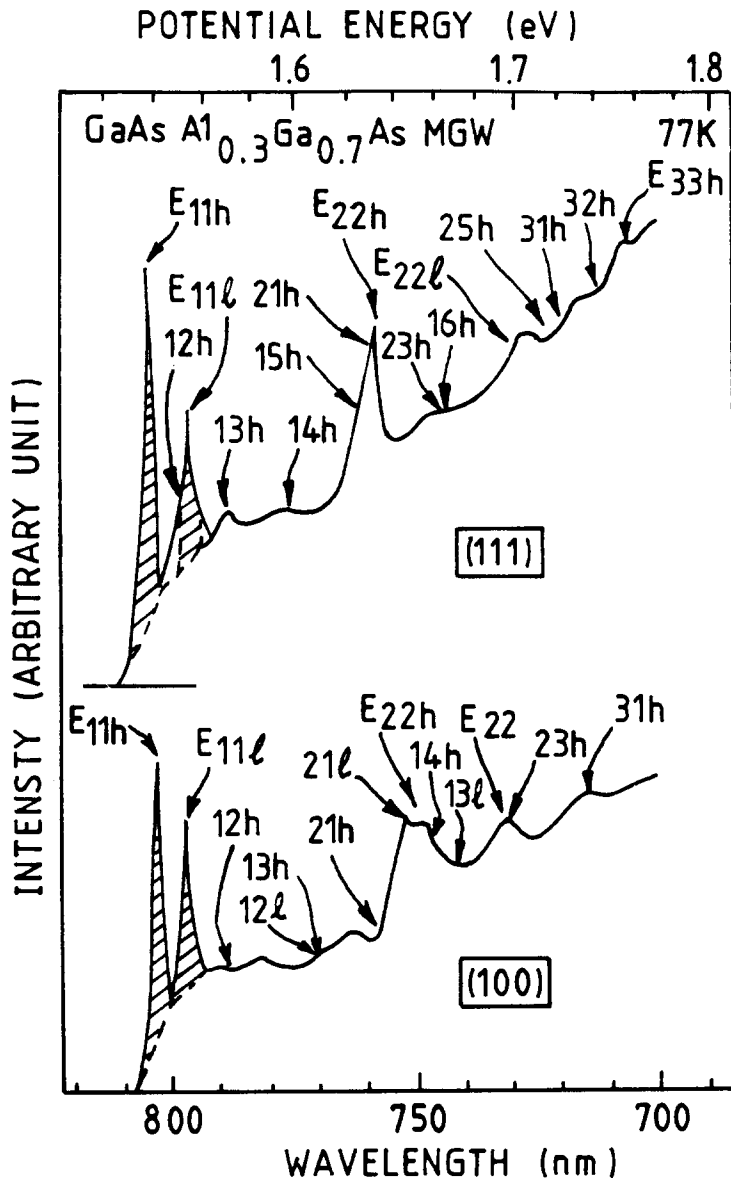 POTENTIAL ENERGY (eV)
1.6 1.7 1.8
GaAs Al0.3Ga0.7As MGW 77K
E33h
E11h
E22h
32h
25h
31h
E11ℓ
21h
E22ℓ
16h
12h
15h
23h
13h
14h
(111)
E11h
E11ℓ
E22h
E22
31h
21ℓ
14h
23h
13ℓ
12h
21h
13h
12ℓ
(100)
INTENSTY (ARBITRARY UNIT)
800 750 700
WAVELENGTH (nm)